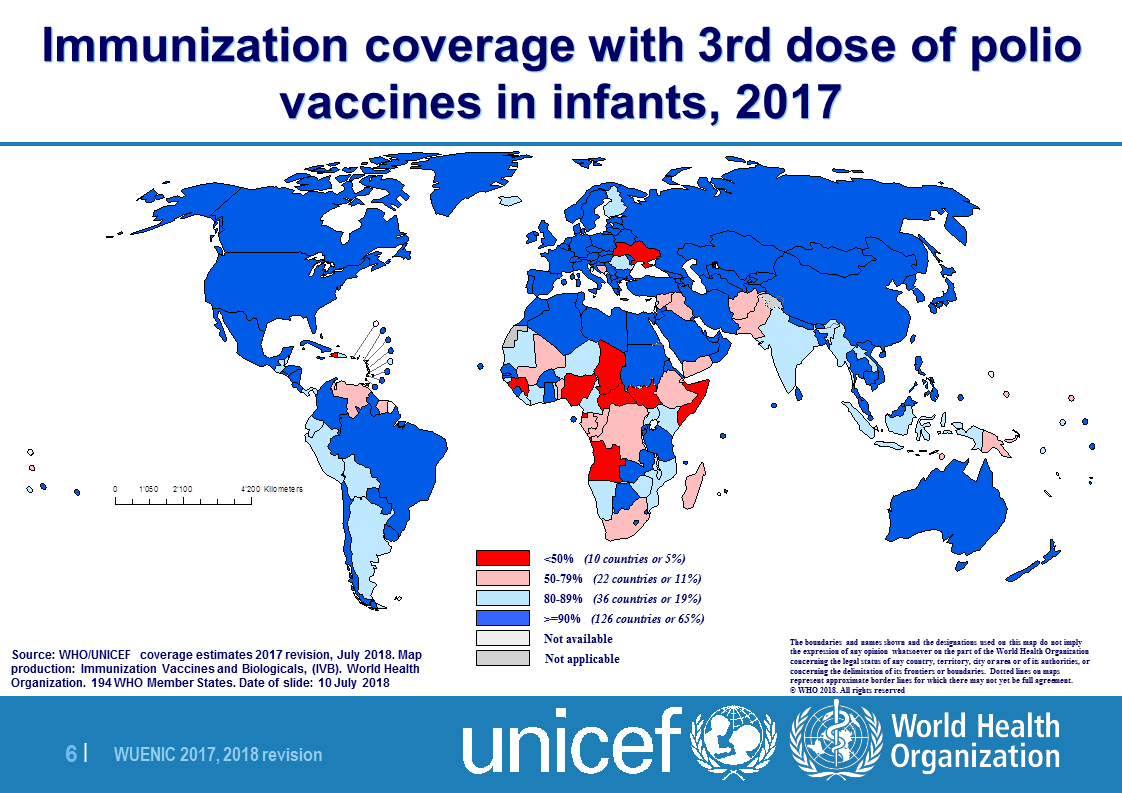 Immunization coverage with 3rd dose of polio
vaccines in infants, 2017
0 1'050 2'100 4'200 Kilometers
<50% (10 countries or 5%)
50-79% (22 countries or 11%)
80-89% (36 countries or 19%)
>=90% (126 countries or 65%)
Not available
Not applicable
Source: WHO/UNICEF coverage estimates 2017 revision, July 2018. Map
production: Immunization Vaccines and Biologicals, (IVB). World Health
Organization. 194 WHO Member States. Date of slide: 10 July 2018
The boundaries and names shown and the designations used on this map do not imply
the expression of any opinion whatsoever on the part of the World Health Organization
concerning the legal status of any country, territory, city or area or of its authorities, or
concerning the delimitation of its frontiers or boundaries. Dotted lines on maps
represent approximate border lines for which there may not yet be full agreement.
© WHO 2018. All rights reserved
6 | WUENIC 2017, 2018 revision
unicef
World Health
Organization